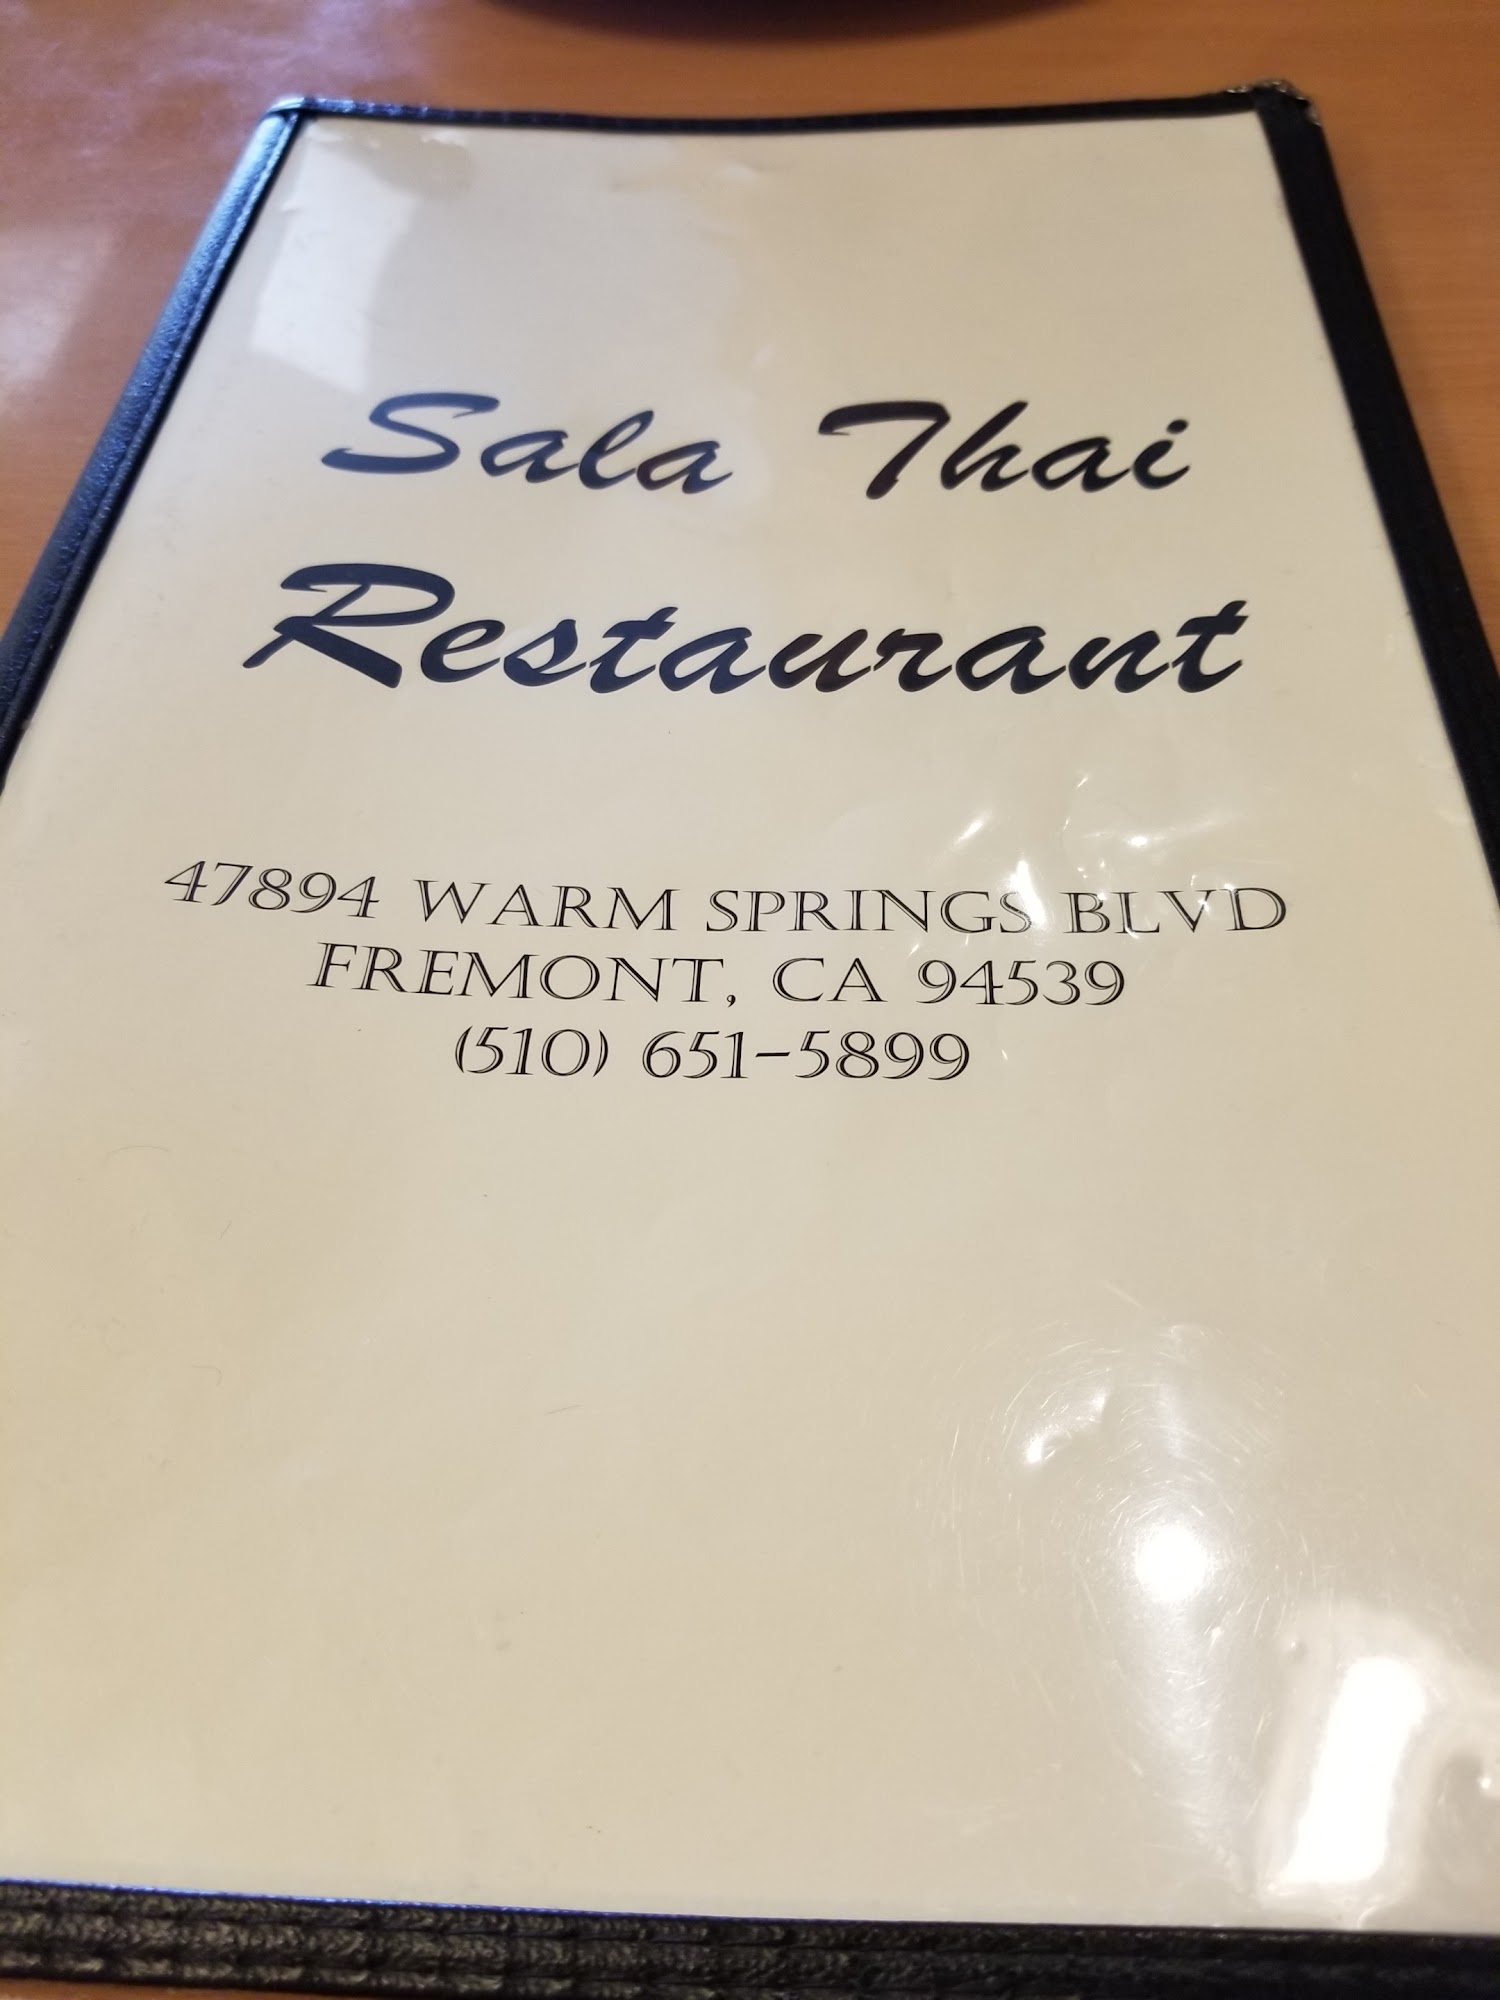 Sala Thai
Restaurant
47894 WARM SPRINGS BLVD
FREMONT, CA 94539
(510) 651-5899